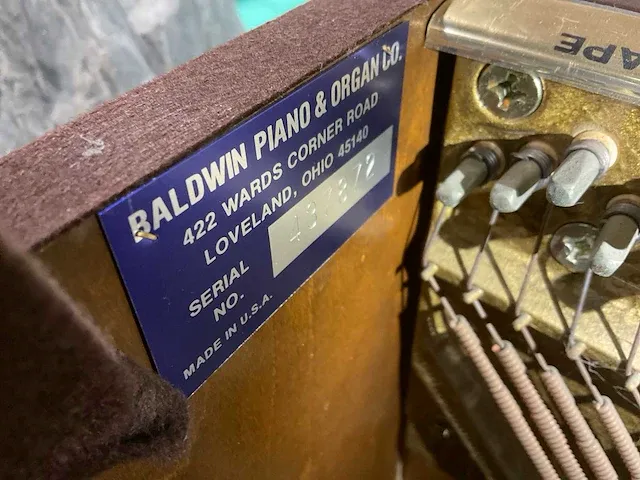 BALDWIN PIANO & ORGAN CO.
422 WARDS CORNER ROAD
LOVELAND, OHIO 45140
SERIAL
NO.
437872
MADE IN U.S.A.
APE